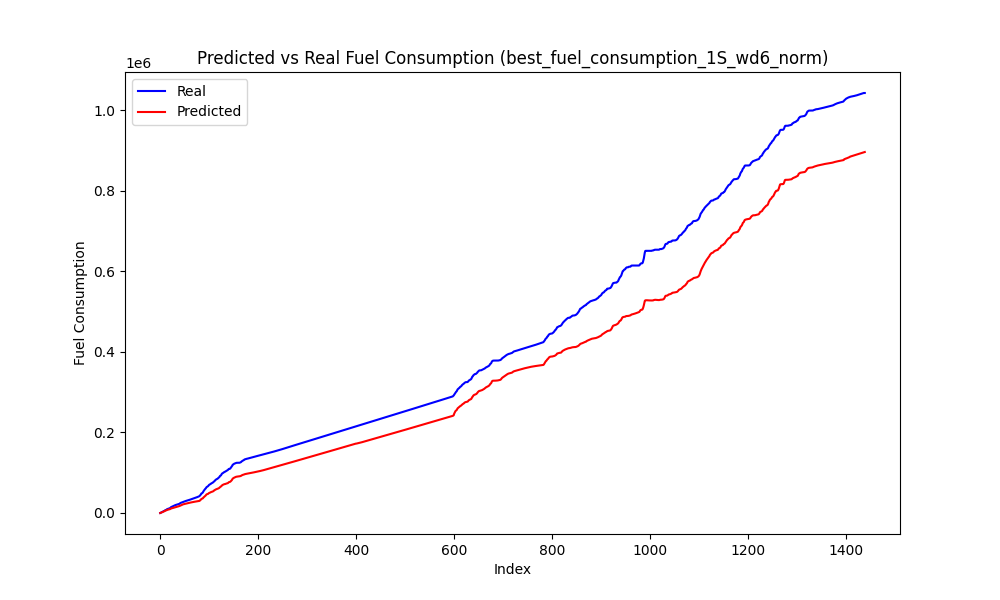 Predicted vs Real Fuel Consumption (best_fuel_consumption_1S_wd6_norm)
1e6
Real
Predicted
1.0
0.8
0.6
0.4
0.2
0.0
Fuel Consumption
0 200 400 600 800 1000 1200 1400
Index